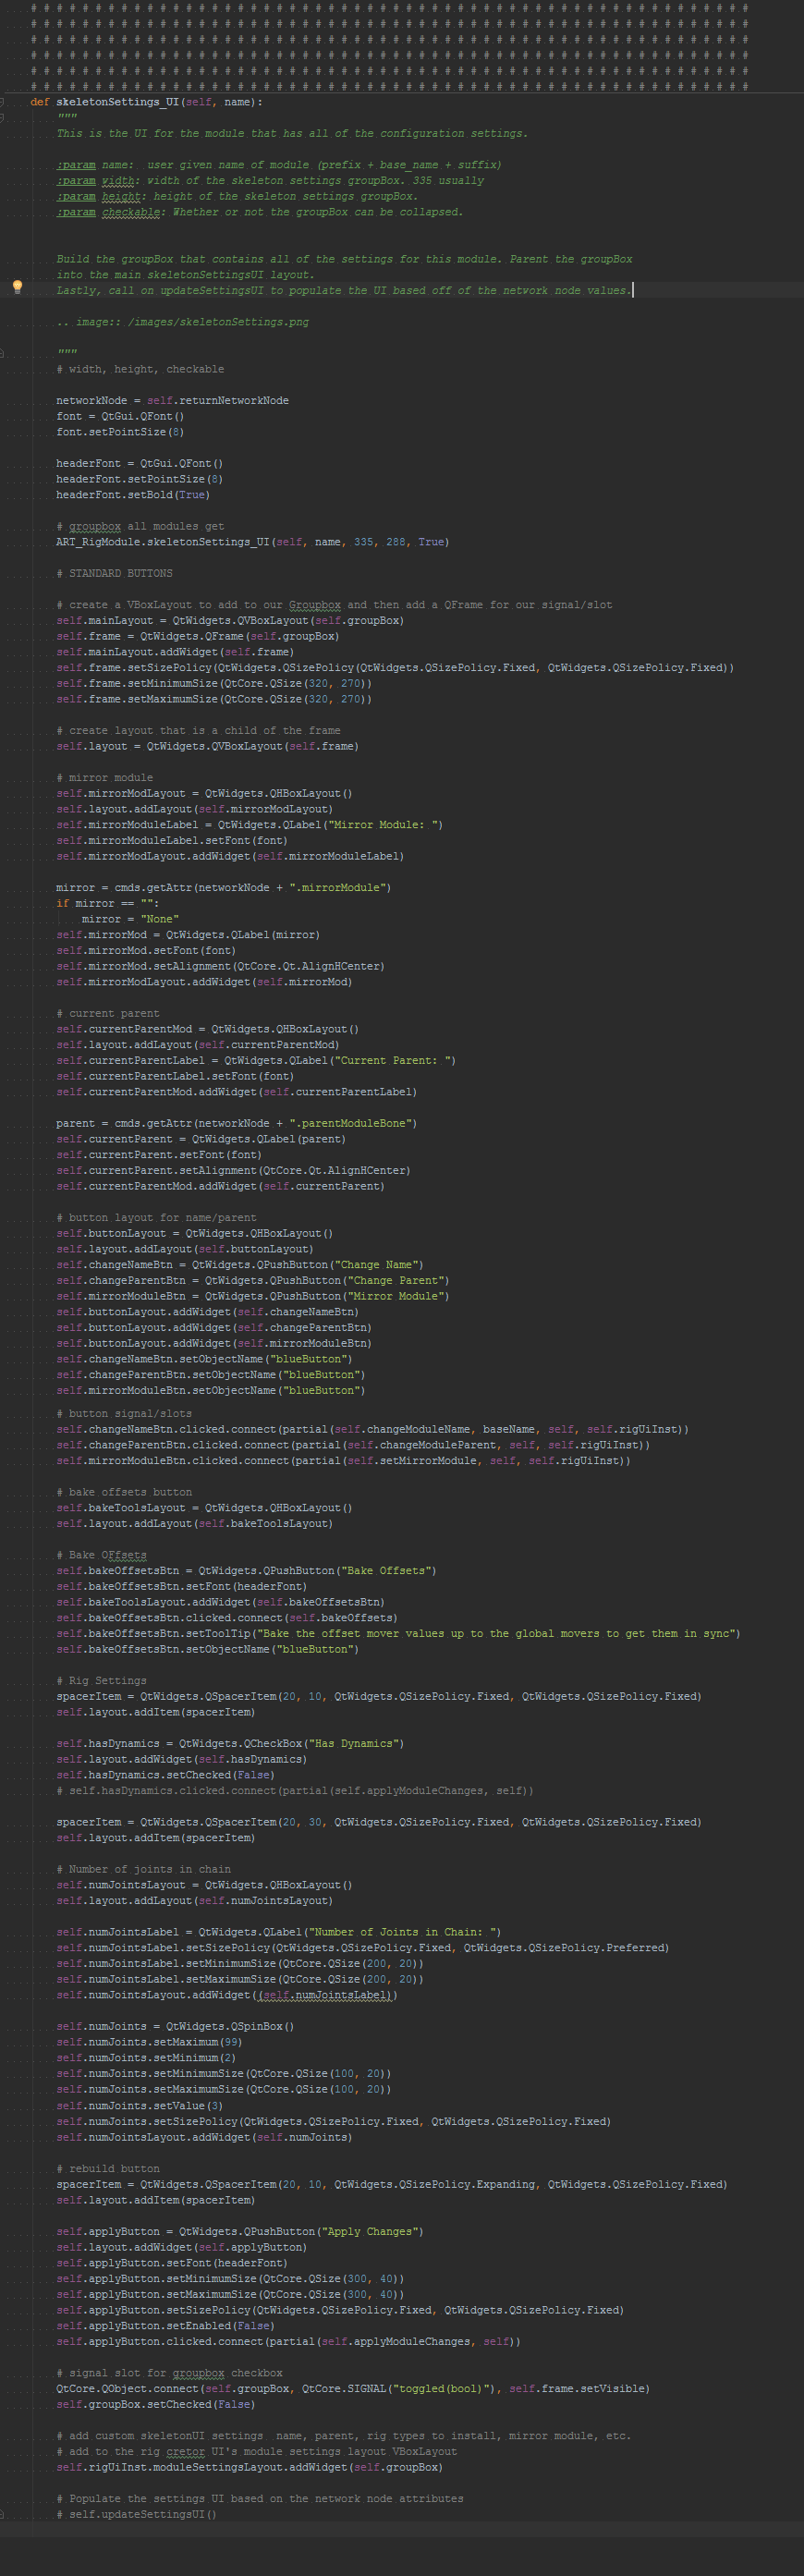 # # # # # # # # # # # # # # # # # # # # # # # # # # # # # # # # # # # # # # # # # # # # # # # # # # # # # # # #
# # # # # # # # # # # # # # # # # # # # # # # # # # # # # # # # # # # # # # # # # # # # # # # # # # # # # # # #
# # # # # # # # # # # # # # # # # # # # # # # # # # # # # # # # # # # # # # # # # # # # # # # # # # # # # # # #
# # # # # # # # # # # # # # # # # # # # # # # # # # # # # # # # # # # # # # # # # # # # # # # # # # # # # # # #
# # # # # # # # # # # # # # # # # # # # # # # # # # # # # # # # # # # # # # # # # # # # # # # # # # # # # # # #
# # # # # # # # # # # # # # # # # # # # # # # # # # # # # # # # # # # # # # # # # # # # # # # # # # # # # # # #
def skeletonSettings_UI(self, name):
"""
This is the UI for the module that has all of the configuration settings.
:param name:  user given name of module (prefix + base_name + suffix)
:param width: width of the skeleton settings groupBox. 335 usually
:param height: height of the skeleton settings groupBox.
:param checkable: Whether or not the groupBox can be collapsed.
Build the groupBox that contains all of the settings for this module. Parent the groupBox
into the main skeletonSettingsUI layout.
Lastly, call on updateSettingsUI to populate the UI based off of the network node values.
.. image:: /images/skeletonSettings.png
"""
# width, height, checkable
networkNode = self.returnNetworkNode
font = QtGui.QFont()
font.setPointSize(8)
headerFont = QtGui.QFont()
headerFont.setPointSize(8)
headerFont.setBold(True)
# groupbox all modules get
ART_RigModule.skeletonSettings_UI(self, name, 335, 288, True)
# STANDARD BUTTONS
# create a VBoxLayout to add to our Groupbox and then add a QFrame for our signal/slot
self.mainLayout = QtWidgets.QVBoxLayout(self.groupBox)
self.frame = QtWidgets.QFrame(self.groupBox)
self.mainLayout.addWidget(self.frame)
self.frame.setSizePolicy(QtWidgets.QSizePolicy(QtWidgets.QSizePolicy.Fixed, QtWidgets.QSizePolicy.Fixed))
self.frame.setMinimumSize(QtCore.QSize(320, 270))
self.frame.setMaximumSize(QtCore.QSize(320, 270))
# create layout that is a child of the frame
self.layout = QtWidgets.QVBoxLayout(self.frame)
# mirror module
self.mirrorModLayout = QtWidgets.QHBoxLayout()
self.layout.addLayout(self.mirrorModLayout)
self.mirrorModuleLabel = QtWidgets.QLabel("Mirror Module: ")
self.mirrorModuleLabel.setFont(font)
self.mirrorModLayout.addWidget(self.mirrorModuleLabel)
mirror = cmds.getAttr(networkNode + ".mirrorModule")
if mirror == "":
mirror = "None"
self.mirrorMod = QtWidgets.QLabel(mirror)
self.mirrorMod.setFont(font)
self.mirrorMod.setAlignment(QtCore.Qt.AlignHCenter)
self.mirrorModLayout.addWidget(self.mirrorMod)
# current parent
self.currentParentMod = QtWidgets.QHBoxLayout()
self.layout.addLayout(self.currentParentMod)
self.currentParentLabel = QtWidgets.QLabel("Current Parent: ")
self.currentParentLabel.setFont(font)
self.currentParentMod.addWidget(self.currentParentLabel)
parent = cmds.getAttr(networkNode + ".parentModuleBone")
self.currentParent = QtWidgets.QLabel(parent)
self.currentParent.setFont(font)
self.currentParent.setAlignment(QtCore.Qt.AlignHCenter)
self.currentParentMod.addWidget(self.currentParent)
# button layout for name/parent
self.buttonLayout = QtWidgets.QHBoxLayout()
self.layout.addLayout(self.buttonLayout)
self.changeNameBtn = QtWidgets.QPushButton("Change Name")
self.changeParentBtn = QtWidgets.QPushButton("Change Parent")
self.mirrorModuleBtn = QtWidgets.QPushButton("Mirror Module")
self.buttonLayout.addWidget(self.changeNameBtn)
self.buttonLayout.addWidget(self.changeParentBtn)
self.buttonLayout.addWidget(self.mirrorModuleBtn)
self.changeNameBtn.setObjectName("blueButton")
self.changeParentBtn.setObjectName("blueButton")
self.mirrorModuleBtn.setObjectName("blueButton")
# button signal/slots
self.changeNameBtn.clicked.connect(partial(self.changeModuleName, baseName, self, self.rigUiInst))
self.changeParentBtn.clicked.connect(partial(self.changeModuleParent, self, self.rigUiInst))
self.mirrorModuleBtn.clicked.connect(partial(self.setMirrorModule, self, self.rigUiInst))
# bake offsets button
self.bakeToolsLayout = QtWidgets.QHBoxLayout()
self.layout.addLayout(self.bakeToolsLayout)
# Bake OFfsets
self.bakeOffsetsBtn = QtWidgets.QPushButton("Bake Offsets")
self.bakeOffsetsBtn.setFont(headerFont)
self.bakeToolsLayout.addWidget(self.bakeOffsetsBtn)
self.bakeOffsetsBtn.clicked.connect(self.bakeOffsets)
self.bakeOffsetsBtn.setToolTip("Bake the offset mover values up to the global movers to get them in sync")
self.bakeOffsetsBtn.setObjectName("blueButton")
# Rig Settings
spacerItem = QtWidgets.QSpacerItem(20, 10, QtWidgets.QSizePolicy.Fixed, QtWidgets.QSizePolicy.Fixed)
self.layout.addItem(spacerItem)
self.hasDynamics = QtWidgets.QCheckBox("Has Dynamics")
self.layout.addWidget(self.hasDynamics)
self.hasDynamics.setChecked(False)
# self.hasDynamics.clicked.connect(partial(self.applyModuleChanges, self))
spacerItem = QtWidgets.QSpacerItem(20, 30, QtWidgets.QSizePolicy.Fixed, QtWidgets.QSizePolicy.Fixed)
self.layout.addItem(spacerItem)
# Number of joints in chain
self.numJointsLayout = QtWidgets.QHBoxLayout()
self.layout.addLayout(self.numJointsLayout)
self.numJointsLabel = QtWidgets.QLabel("Number of Joints in Chain: ")
self.numJointsLabel.setSizePolicy(QtWidgets.QSizePolicy.Fixed, QtWidgets.QSizePolicy.Preferred)
self.numJointsLabel.setMinimumSize(QtCore.QSize(200, 20))
self.numJointsLabel.setMaximumSize(QtCore.QSize(200, 20))
self.numJointsLayout.addWidget((self.numJointsLabel))
self.numJoints = QtWidgets.QSpinBox()
self.numJoints.setMaximum(99)
self.numJoints.setMinimum(2)
self.numJoints.setMinimumSize(QtCore.QSize(100, 20))
self.numJoints.setMaximumSize(QtCore.QSize(100, 20))
self.numJoints.setValue(3)
self.numJoints.setSizePolicy(QtWidgets.QSizePolicy.Fixed, QtWidgets.QSizePolicy.Fixed)
self.numJointsLayout.addWidget(self.numJoints)
# rebuild button
spacerItem = QtWidgets.QSpacerItem(20, 10, QtWidgets.QSizePolicy.Expanding, QtWidgets.QSizePolicy.Fixed)
self.layout.addItem(spacerItem)
self.applyButton = QtWidgets.QPushButton("Apply Changes")
self.layout.addWidget(self.applyButton)
self.applyButton.setFont(headerFont)
self.applyButton.setMinimumSize(QtCore.QSize(300, 40))
self.applyButton.setMaximumSize(QtCore.QSize(300, 40))
self.applyButton.setSizePolicy(QtWidgets.QSizePolicy.Fixed, QtWidgets.QSizePolicy.Fixed)
self.applyButton.setEnabled(False)
self.applyButton.clicked.connect(partial(self.applyModuleChanges, self))
# signal slot for groupbox checkbox
QtCore.QObject.connect(self.groupBox, QtCore.SIGNAL("toggled(bool)"), self.frame.setVisible)
self.groupBox.setChecked(False)
# add custom skeletonUI settings  name, parent, rig types to install, mirror module, etc.
# add to the rig cretor UI's module settings layout VBoxLayout
self.rigUiInst.moduleSettingsLayout.addWidget(self.groupBox)
# Populate the settings UI based on the network node attributes
# self.updateSettingsUI()